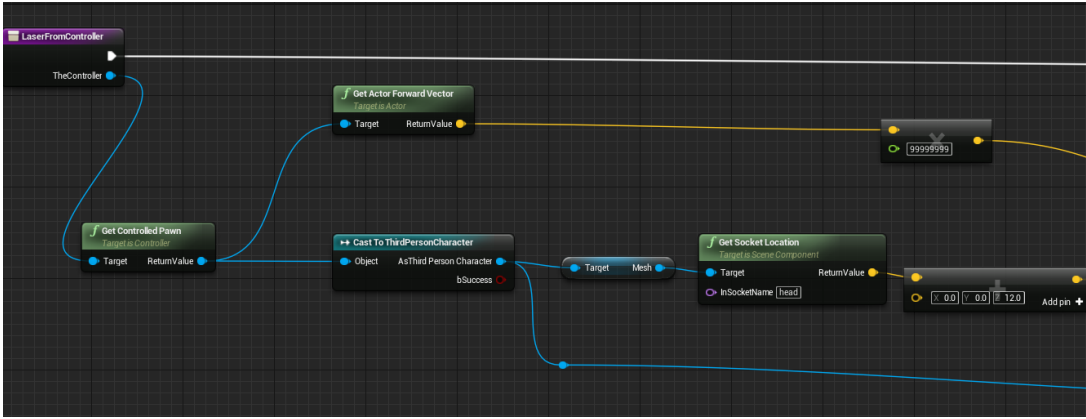 LaserFromController
TheController
f Get Actor Forward Vector
Target is Actor
Target ReturnValue
99999999
f Get Controlled Pawn
Target is Controller
Target ReturnValue
Cast To ThirdPersonCharacter
Object AsThird Person Character
bSuccess
Target Mesh
f Get Socket Location
Target is Scene Component
Target ReturnValue
InSocketName head
X 0.0 Y 0.0 Z 12.0 Add pin +